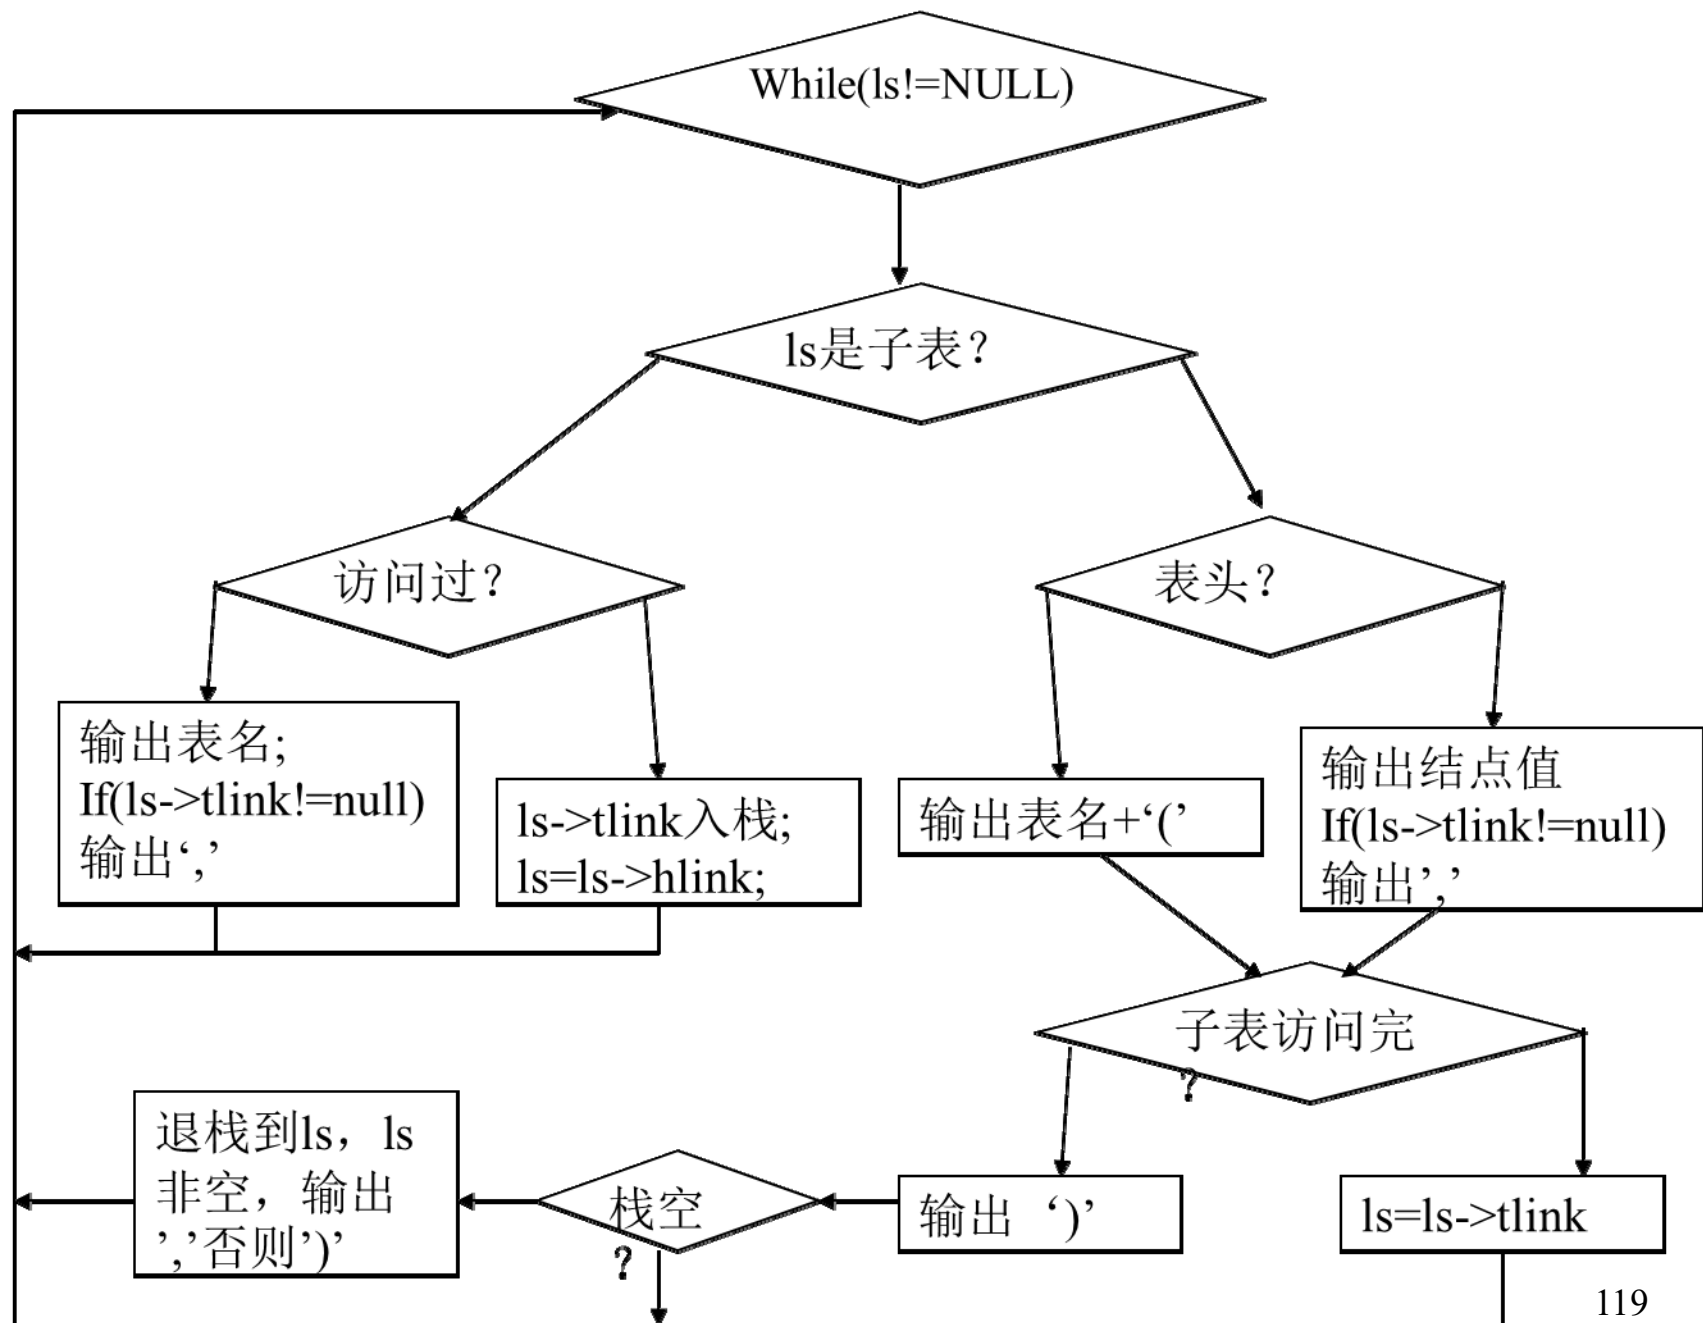 While(ls!=NULL)
ls是子表?
访问过?
表头?
输出表名;
If(ls->tlink!=null)
输出‘,’
ls->tlink入栈;
ls=ls->hlink;
输出表名+‘(’
输出结点值
If(ls->tlink!=null)
输出’,’
子表访问完
?
退栈到ls，ls
非空，输出
’,’否则’)’
栈空
?
输出‘)’
ls=ls->tlink
119